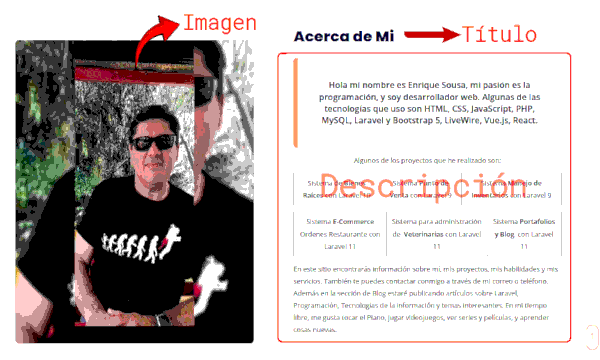 Imagen
Acerca de Mi
Título
Hola mi nombre es Enrique Sousa, mi pasión es la
programación, y soy desarrollador web. Algunas de las
tecnologías que uso son HTML, CSS, JavaScript, PHP,
MySQL, Laravel y Bootstrap 5, LiveWire, Vue.js, React.
Algunos de los proyectos que he realizado son:
Descripción
Sistema de Bienes
Raíces con Laravel 10
Sistema Punto de
Venta con Laravel 9
Sistema Manejo de
Inventarios con Laravel 8
Sistema E-Commerce
Ordenes Restaurante con
Laravel 11
Sistema para administración
de Veterinarias con Laravel
11
Sistema Portafolios
y Blog con Laravel
11
En este sitio encontrarás información sobre mi, mis proyectos, mis habilidades y mis
servicios. También te puedes contactar conmigo a través de mi correo o teléfono.
Además en la sección de Blog estaré publicando artículos sobre Laravel,
Programación, Tecnologías de la información y temas interesantes. En mi tiempo
libre, me gusta tocar el Piano, jugar videojuegos, ver series y películas, y aprender
cosas nuevas.